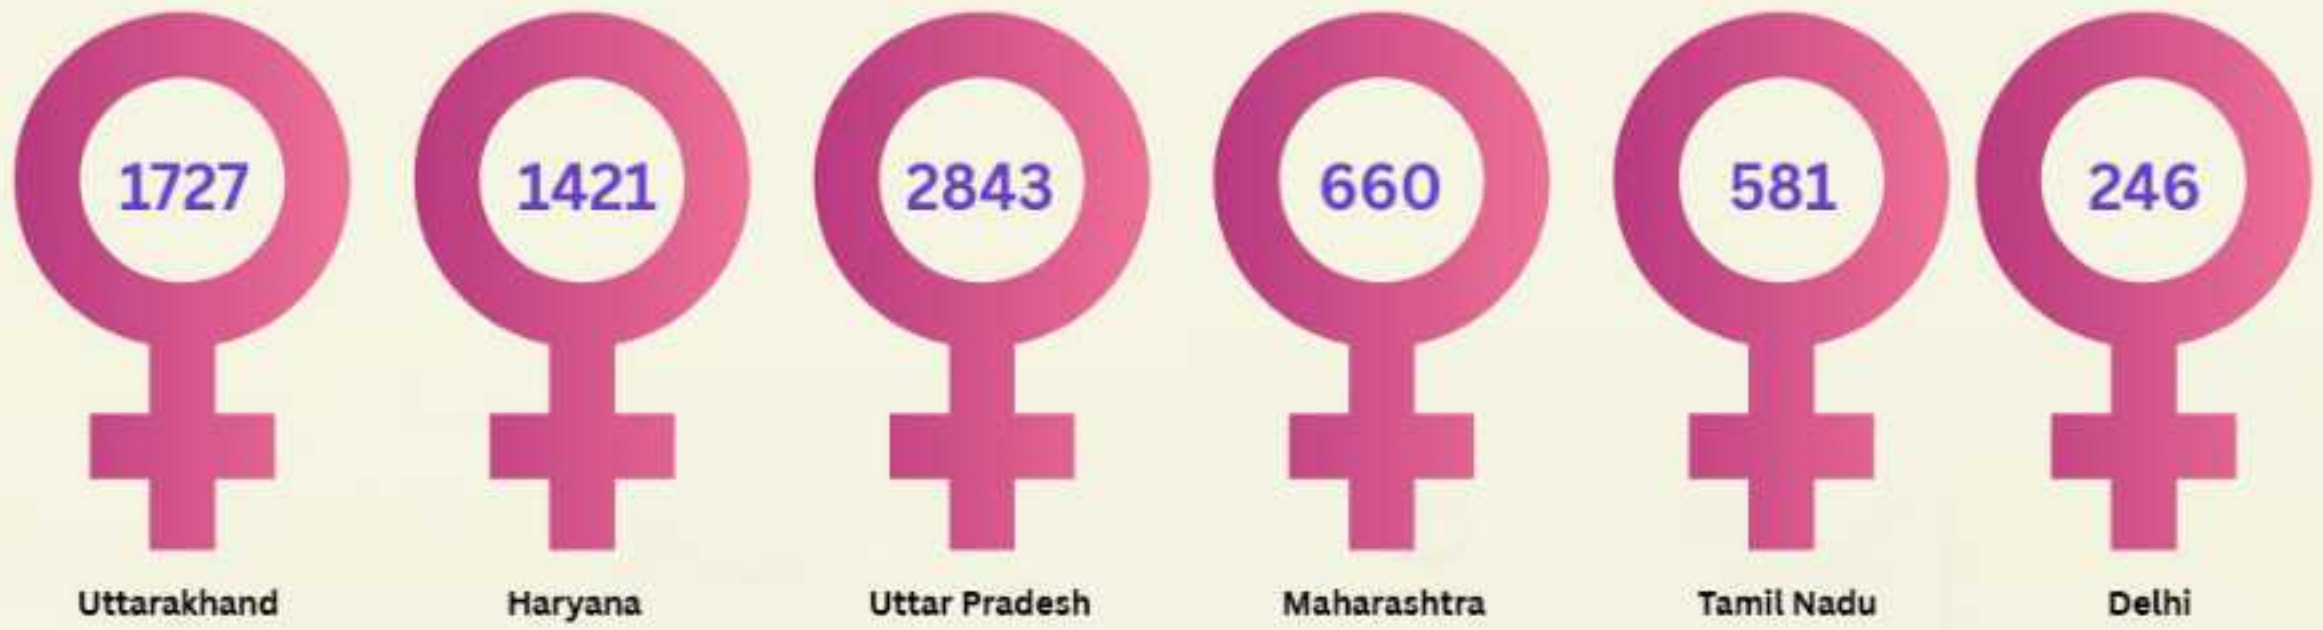 1727 1421 2843 660 581 246
Uttarakhand Haryana Uttar Pradesh Maharashtra Tamil Nadu Delhi